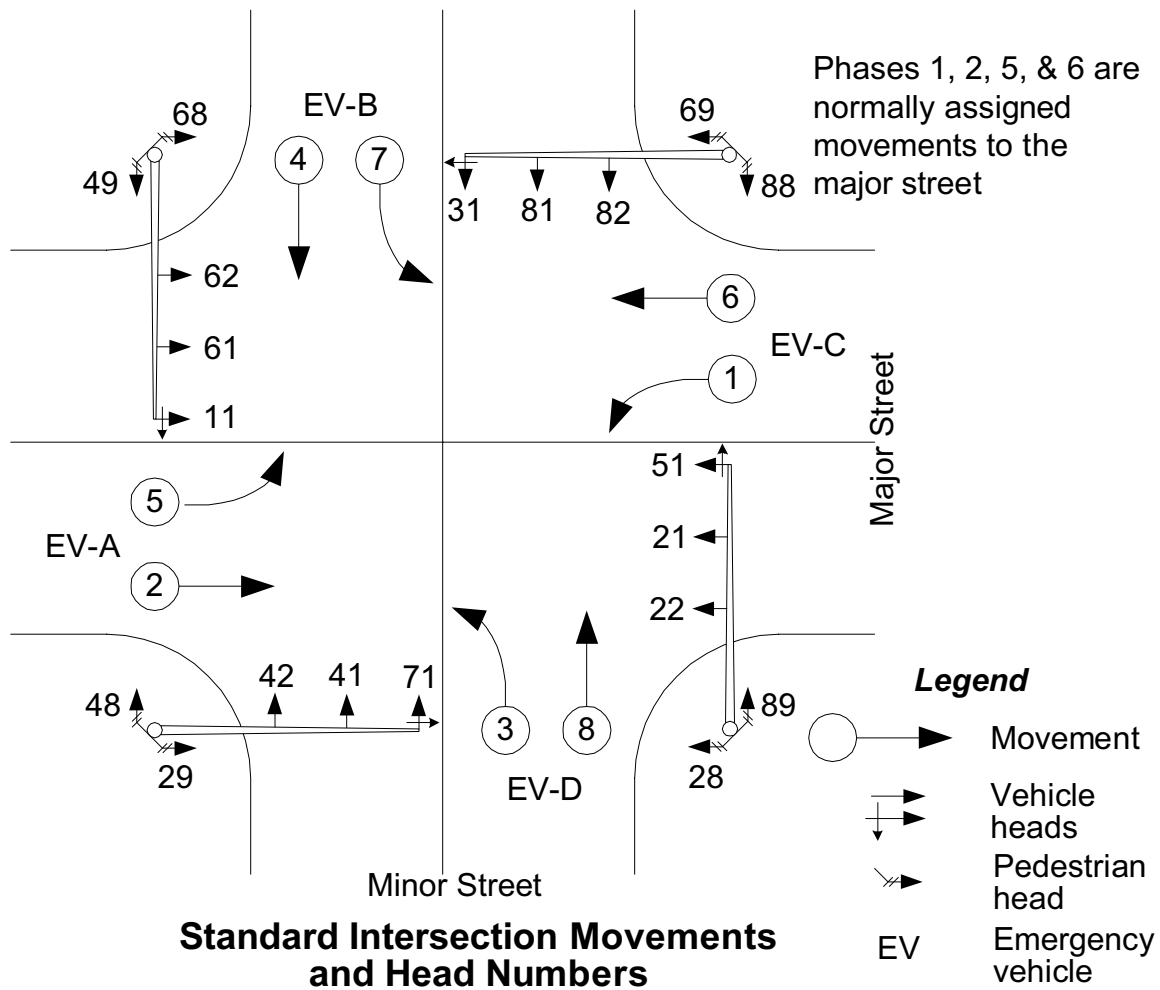 EV-B
Phases 1, 2, 5, & 6 are
normally assigned
movements to the
major street
68
69
4
7
49
88
31
81
82
62
6
EV-C
61
1
11
Major Street
51
5
21
EV-A
2
22
42
41
71
Legend
48
89
3
8
Movement
29
28
EV-D
Vehicle
heads
Minor Street
Pedestrian
head
Standard Intersection Movements
and Head Numbers
EV
Emergency
vehicle